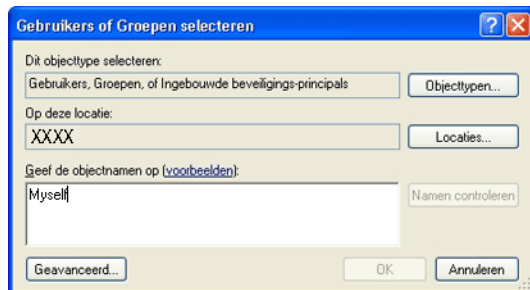 Gebruikers of Groepen selecteren
Dit objecttype selecteren:
Gebruikers, Groepen, of Ingebouwde beveiligings-principals
Objecttypen...
Op deze locatie:
XXXX
Locaties...
Geef de objectnamen op (voorbeelden):
Myself
Namen controleren
Geavanceerd...
OK
Annuleren